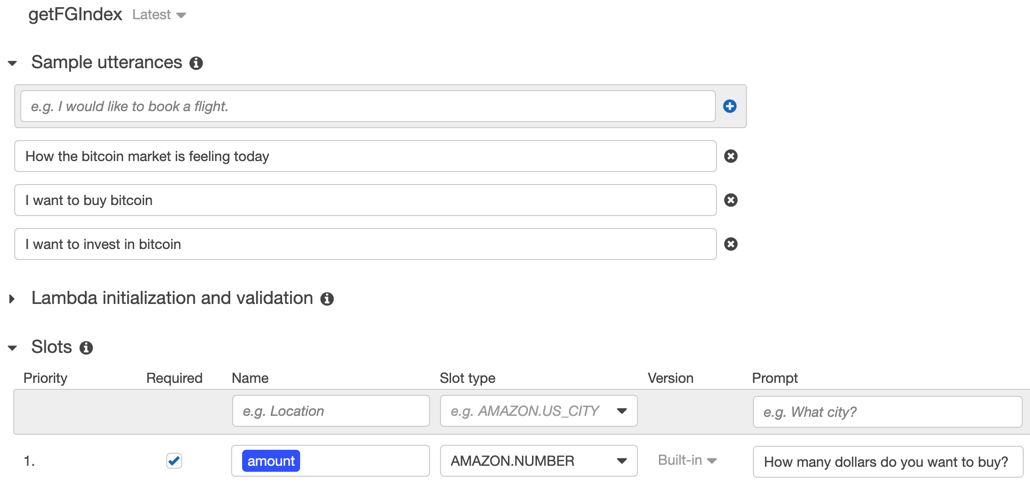 getFGIndex Latest
Sample utterances
e.g. I would like to book a flight.
How the bitcoin market is feeling today
I want to buy bitcoin
I want to invest in bitcoin
Lambda initialization and validation
Slots
Priority Required Name Slot type Version Prompt
e.g. Location e.g. AMAZON.US_CITY e.g. What city?
1. amount AMAZON.NUMBER Built-in How many dollars do you want to buy?